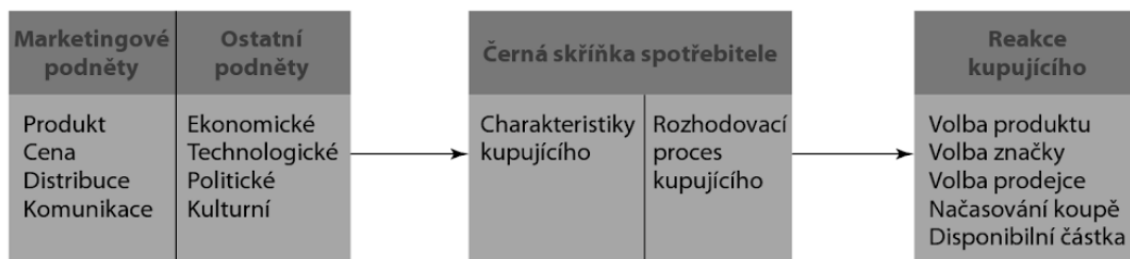 Marketingové
podněty
Ostatní
podněty
Černá skříňka spotřebitele
Reakce
kupujícího
Produkt
Cena
Distribuce
Komunikace
Ekonomické
Technologické
Politické
Kulturní
Charakteristiky
kupujícího
Rozhodovací
proces
kupujícího
Volba produktu
Volba značky
Volba prodejce
Načasování koupě
Disponibilní částka